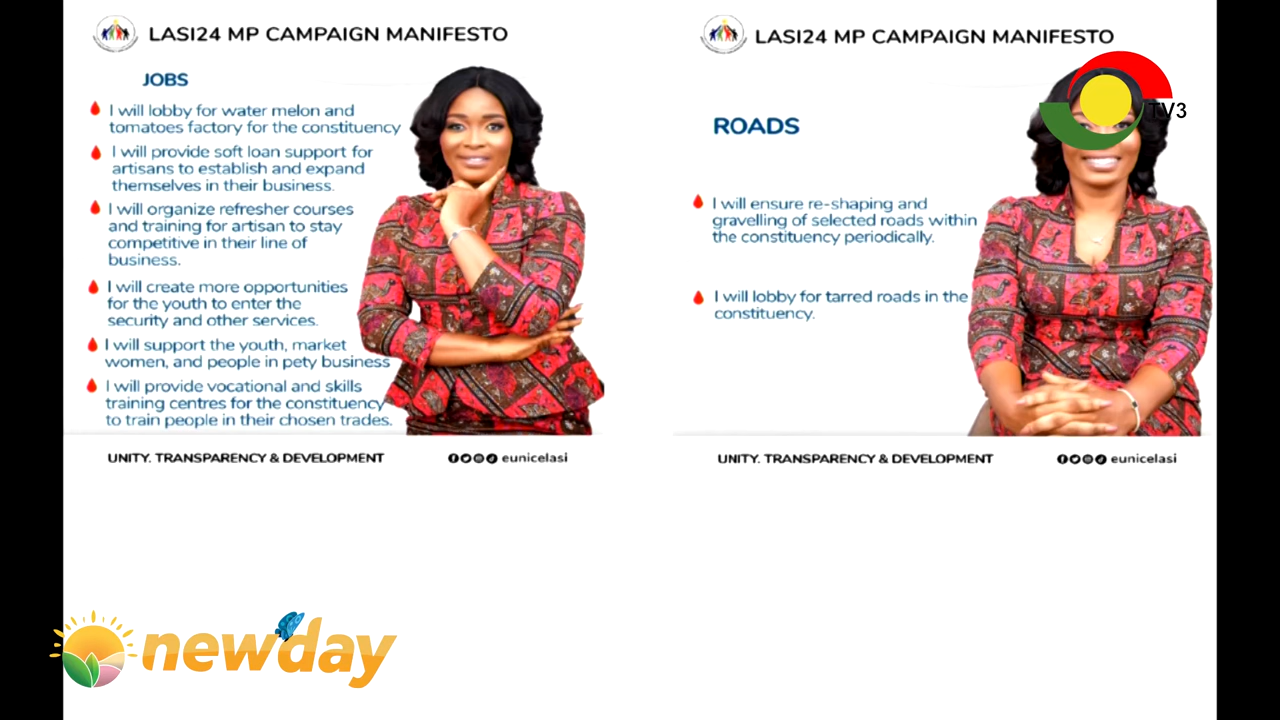 LASI24 MP CAMPAIGN MANIFESTO
JOBS
I will lobby for water melon and
tomatoes factory for the constituency
I will provide soft loan support for
artisans to establish and expand
themselves in their business.
I will organize refresher courses
and training for artisan to stay
competitive in their line of
business.
I will create more opportunities
for the youth to enter the
security and other services.
I will support the youth, market
women, and people in pety business
I will provide vocational and skills
training centres for the constituency
to train people in their chosen trades.
UNITY. TRANSPARENCY & DEVELOPMENT
eunicelasi
LASI24 MP CAMPAIGN MANIFESTO
TV3
ROADS
I will ensure re-shaping and
gravelling of selected roads within
the constituency periodically.
I will lobby for tarred roads in the
constituency.
UNITY. TRANSPARENCY & DEVELOPMENT
eunicelasi
newday